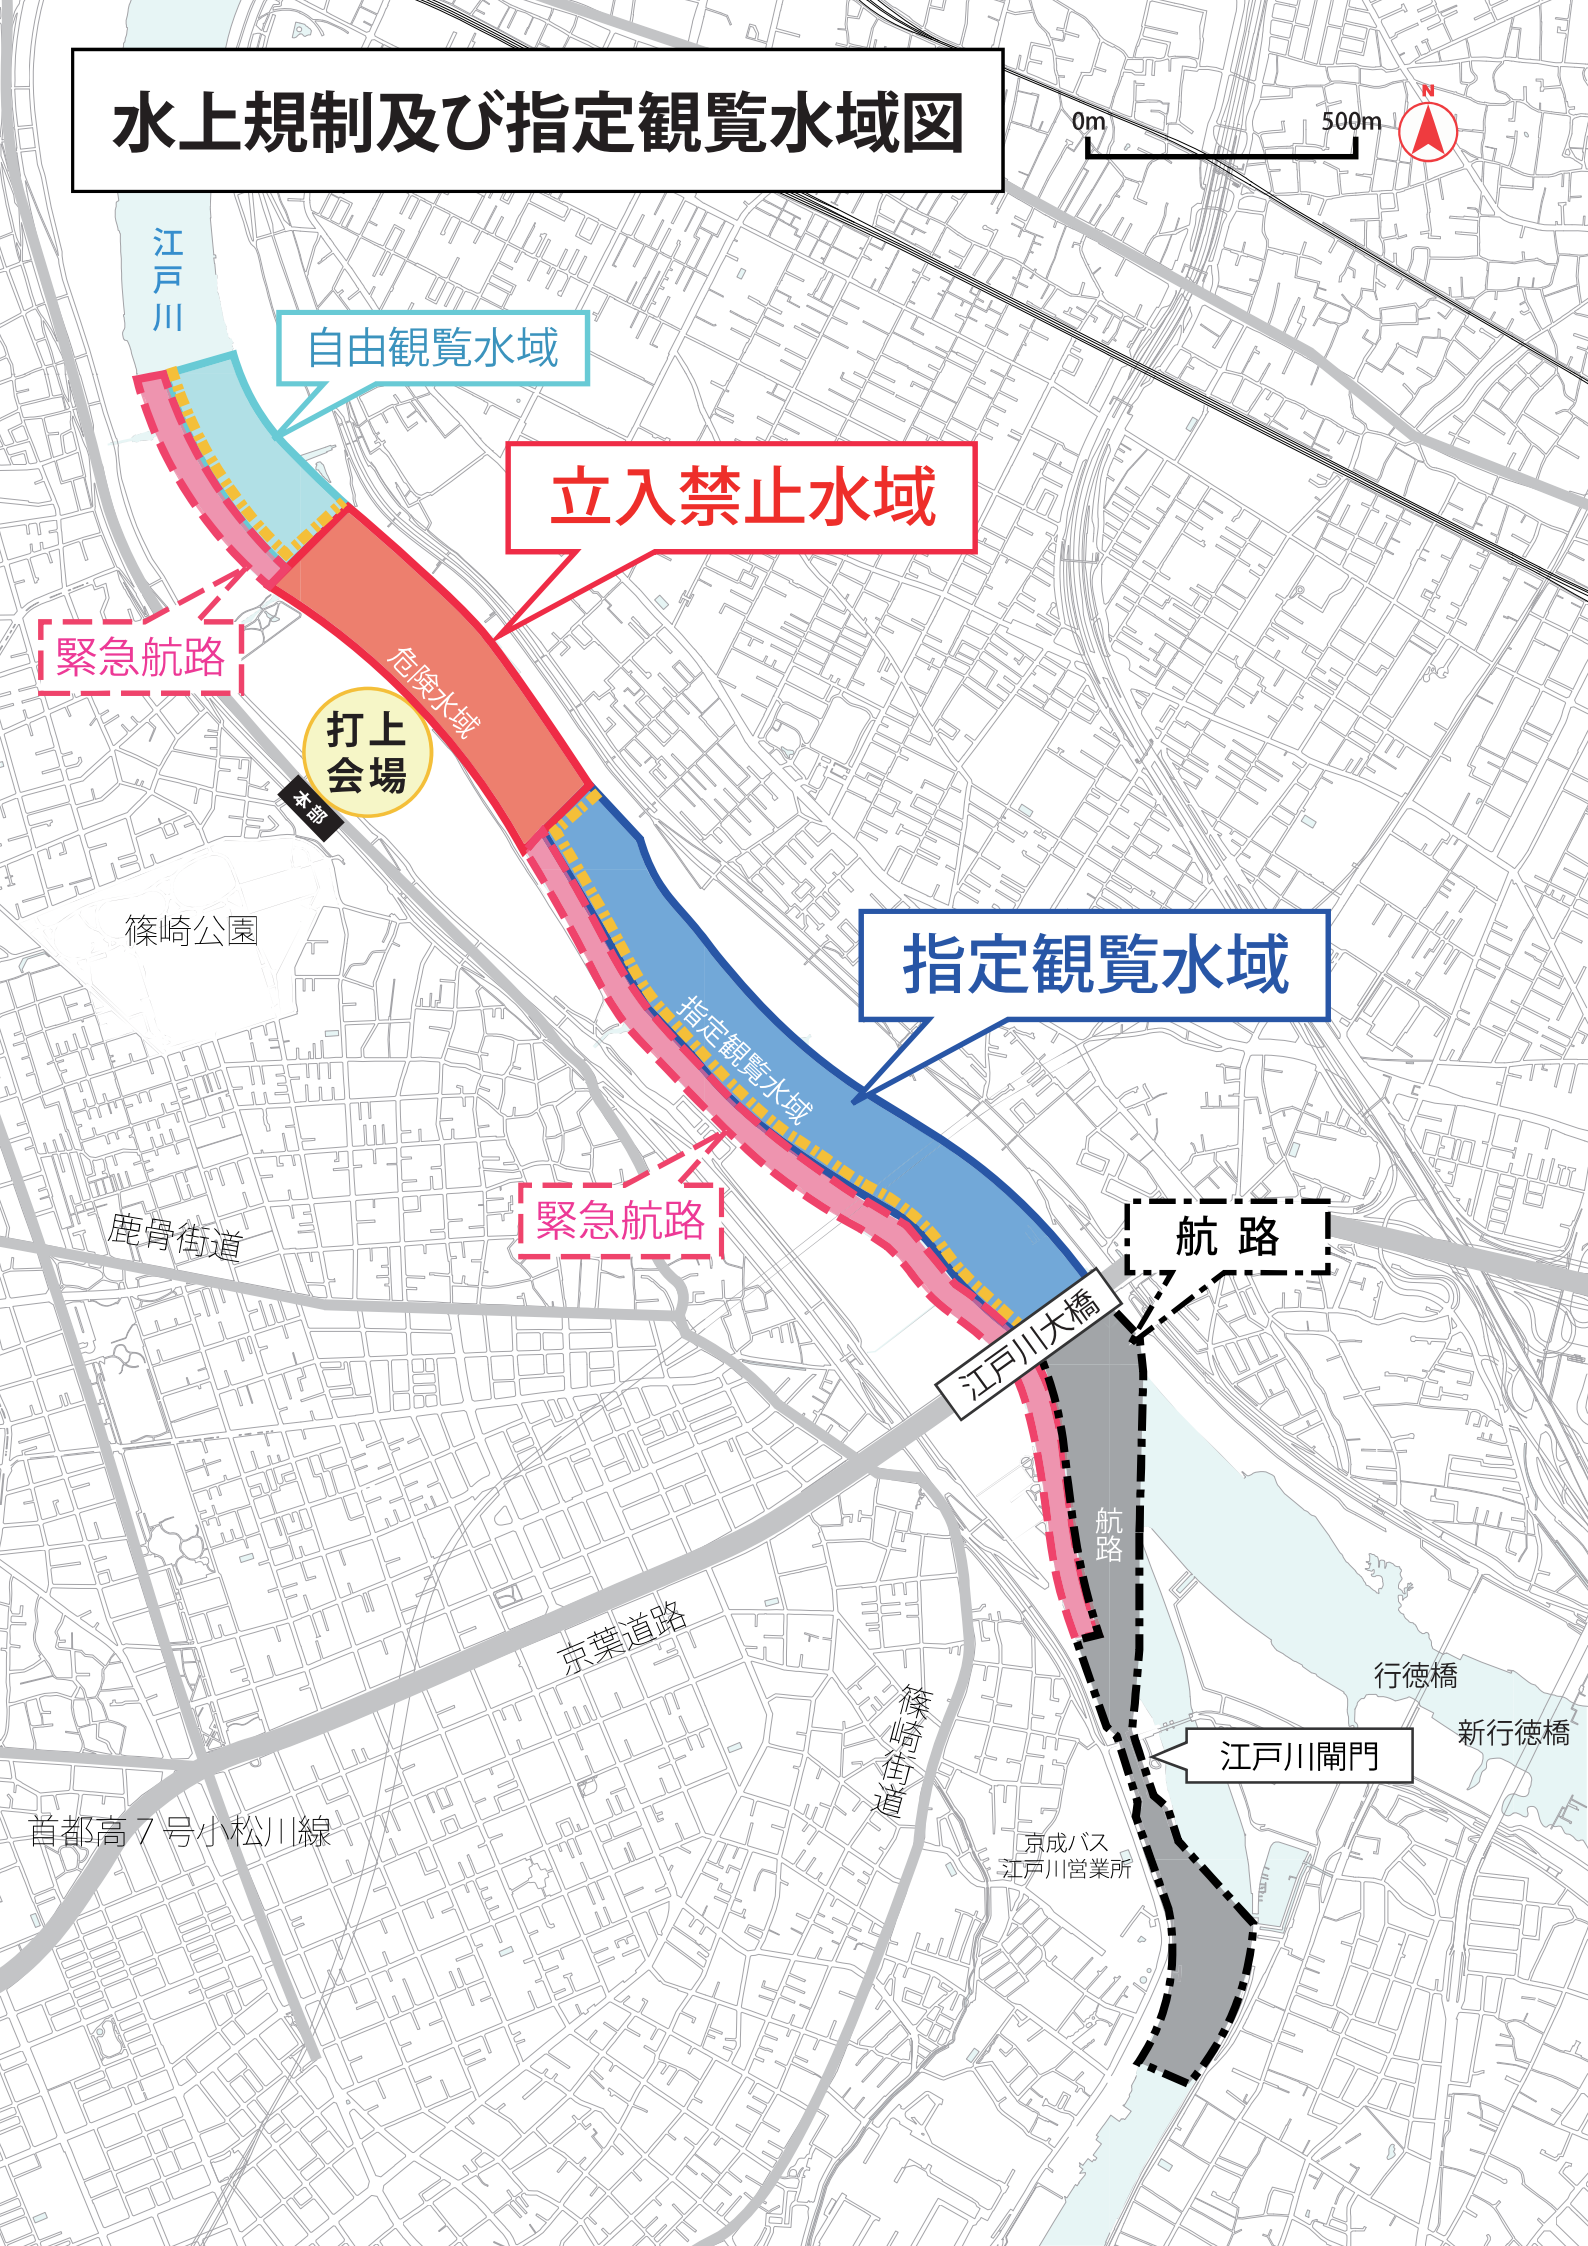 水上規制及び指定観覧水域図
0m
500m
N
江戸川
自由観覧水域
立入禁止水域
緊急航路
危険水域
打上
会場
本部
篠崎公園
指定観覧水域
指定観覧水域
緊急航路
鹿骨街道
航 路
江戸川大橋
航路
京葉道路
行徳橋
篠崎街道
新行徳橋
江戸川閘門
首都高7号小松川線
京成バス
江戸川営業所